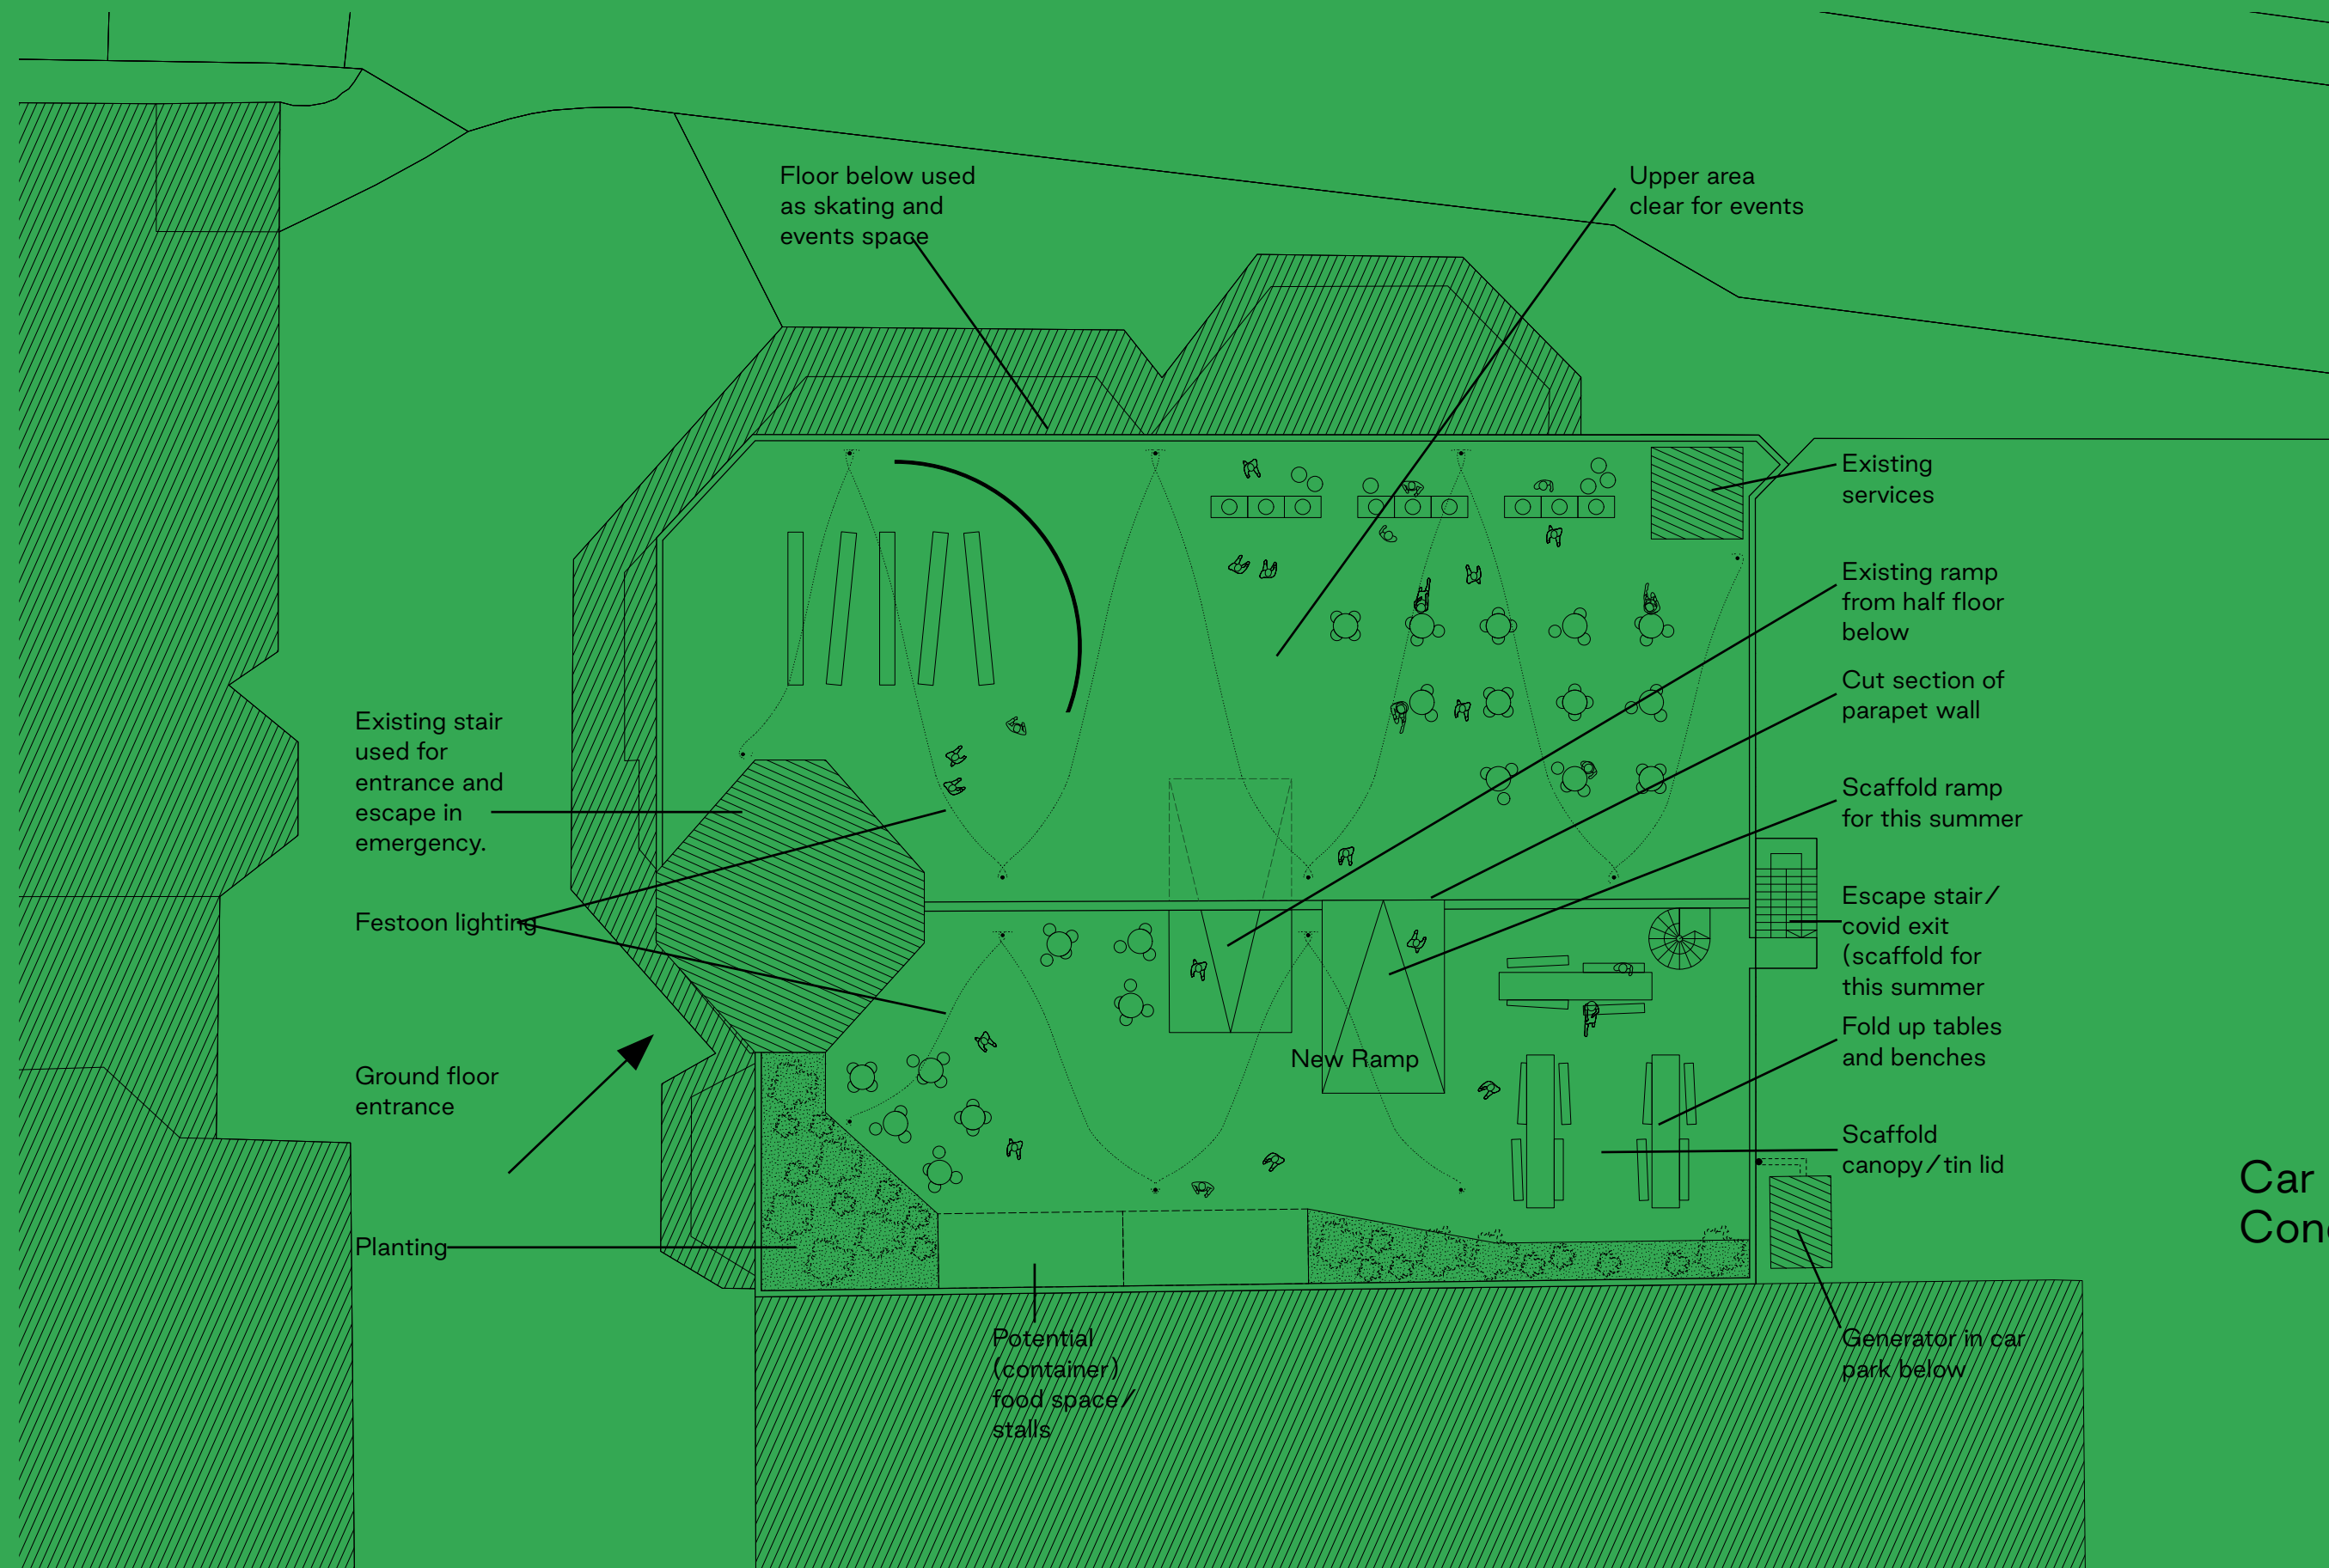 Floor below used
as skating and
events space
Upper area
clear for events
Existing
services
Existing ramp
from half floor
below
Cut section of
parapet wall
Existing stair
used for
entrance and
escape in
emergency.
Scaffold ramp
for this summer
Festoon lighting
Escape stair/
covid exit
(scaffold for
this summer
Fold up tables
and benches
New Ramp
Ground floor
entrance
Scaffold
canopy/tin lid
Car
Planting
Potential
(container)
food space/
stalls
Generator in car
park below